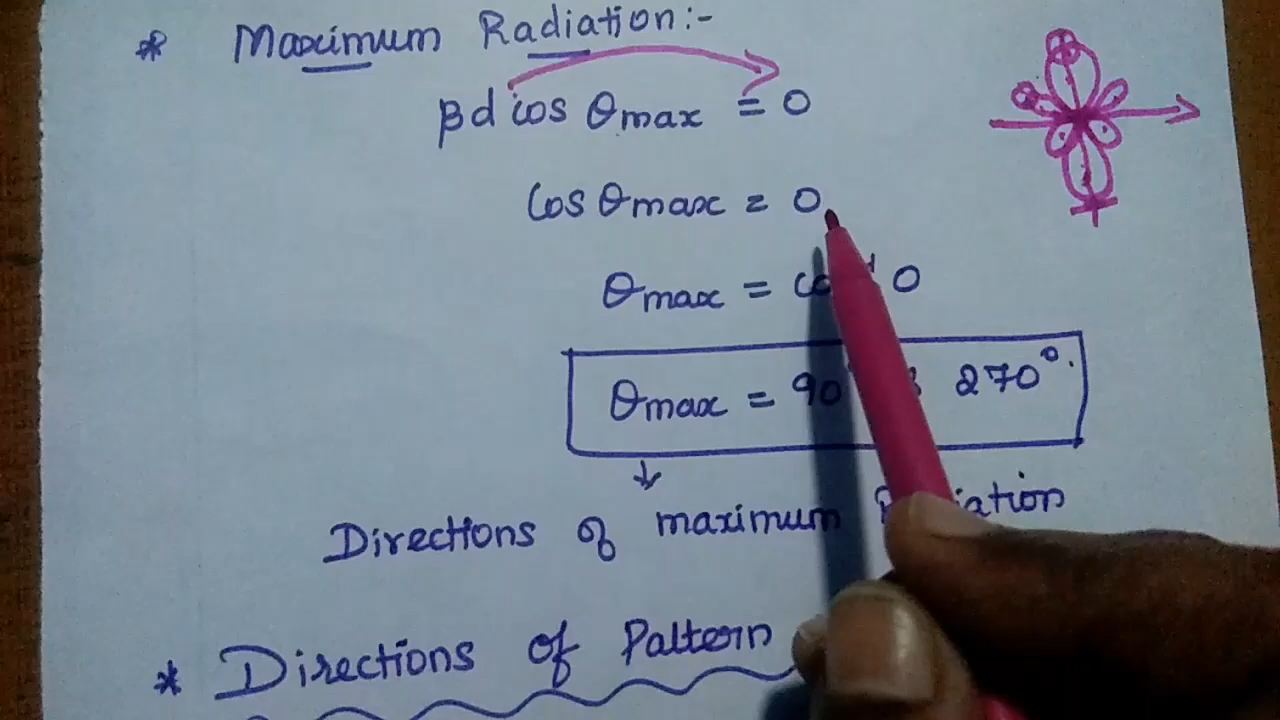 * Maximum Radiation:-
βd cos θmax = 0
Cos θmax = 0
θmax = 0
θmax = 90 270°.
Directions of maximum
* Directions of Pattern